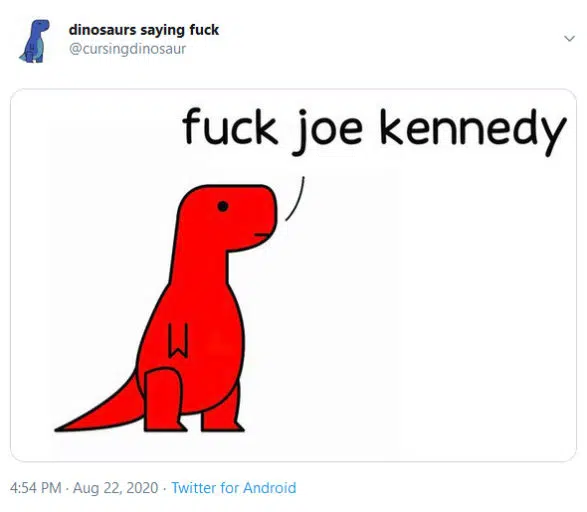 dinosaurs saying fuck
@cursingdinosaur
fuck joe kennedy
4:54 PM · Aug 22, 2020 · Twitter for Android